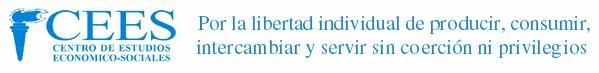 CEES
CENTRO DE ESTUDIOS
ECONOMICO-SOCIALES
Por la libertad individual de producir, consumir,
intercambiar y servir sin coerción ni privilegios